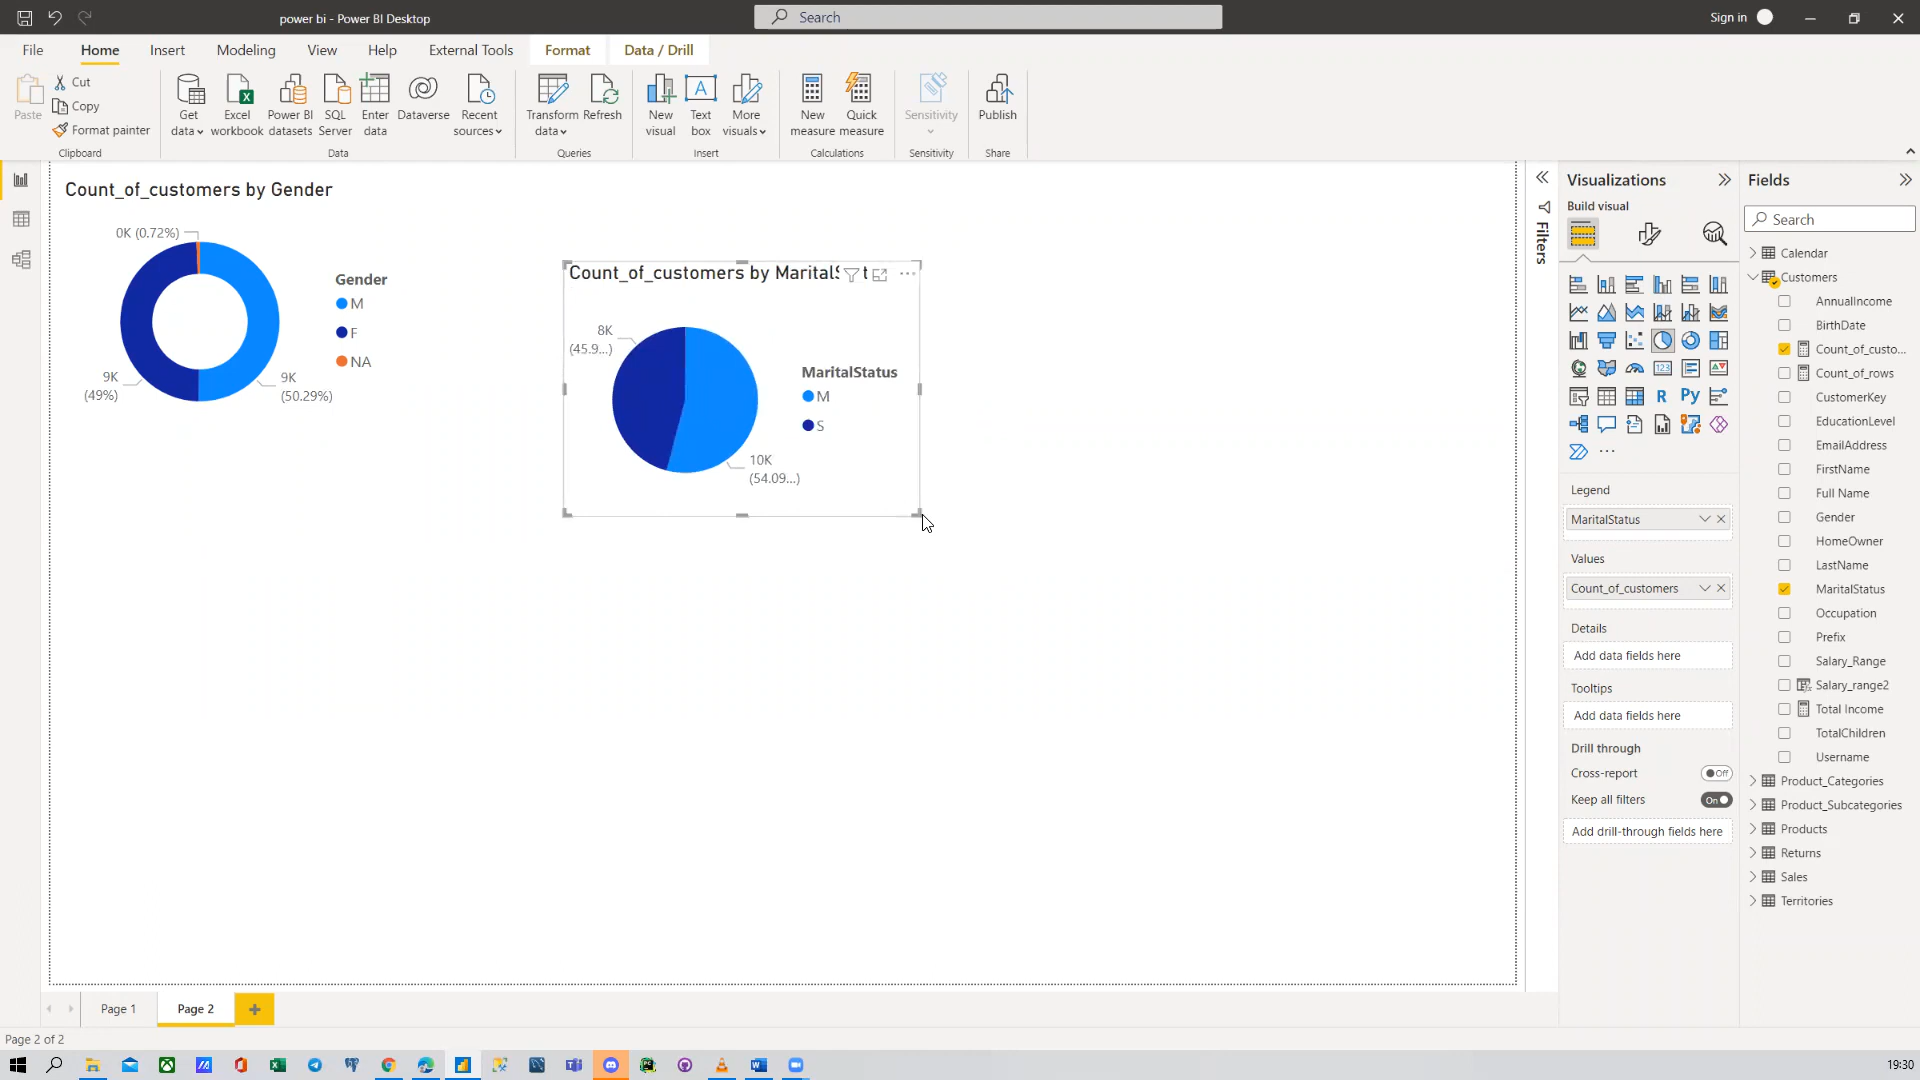 power bi - Power BI Desktop
Search
Sign in
File Home Insert Modeling View Help External Tools Format Data / Drill
Paste
Cut
Copy
Format painter
Clipboard
Get data
Excel workbook
Power BI datasets
SQL Server
Enter data
Dataverse
Recent sources
Data
Transform data
Refresh
Queries
New visual
Text box
More visuals
Insert
New measure
Quick measure
Calculations
Sensitivity
Sensitivity
Publish
Share
Count_of_customers by Gender
0K (0.72%)
9K
(49%)
9K
(50.29%)
Gender
M
F
NA
Count_of_customers by MaritalS t
8K
(45.9...)
10K
(54.09...)
MaritalStatus
M
S
Filters
Visualizations
Build visual
123
R
Py
Legend
MaritalStatus
Values
Count_of_customers
Details
Add data fields here
Tooltips
Add data fields here
Drill through
Cross-report
Off
Keep all filters
On
Add drill-through fields here
Fields
Search
Calendar
Customers
AnnualIncome
BirthDate
Count_of_custo...
Count_of_rows
CustomerKey
EducationLevel
EmailAddress
FirstName
Full Name
Gender
HomeOwner
LastName
MaritalStatus
Occupation
Prefix
Salary_Range
Salary_range2
Total Income
TotalChildren
Username
Product_Categories
Product_Subcategories
Products
Returns
Sales
Territories
Page 1
Page 2
Page 2 of 2
19:30